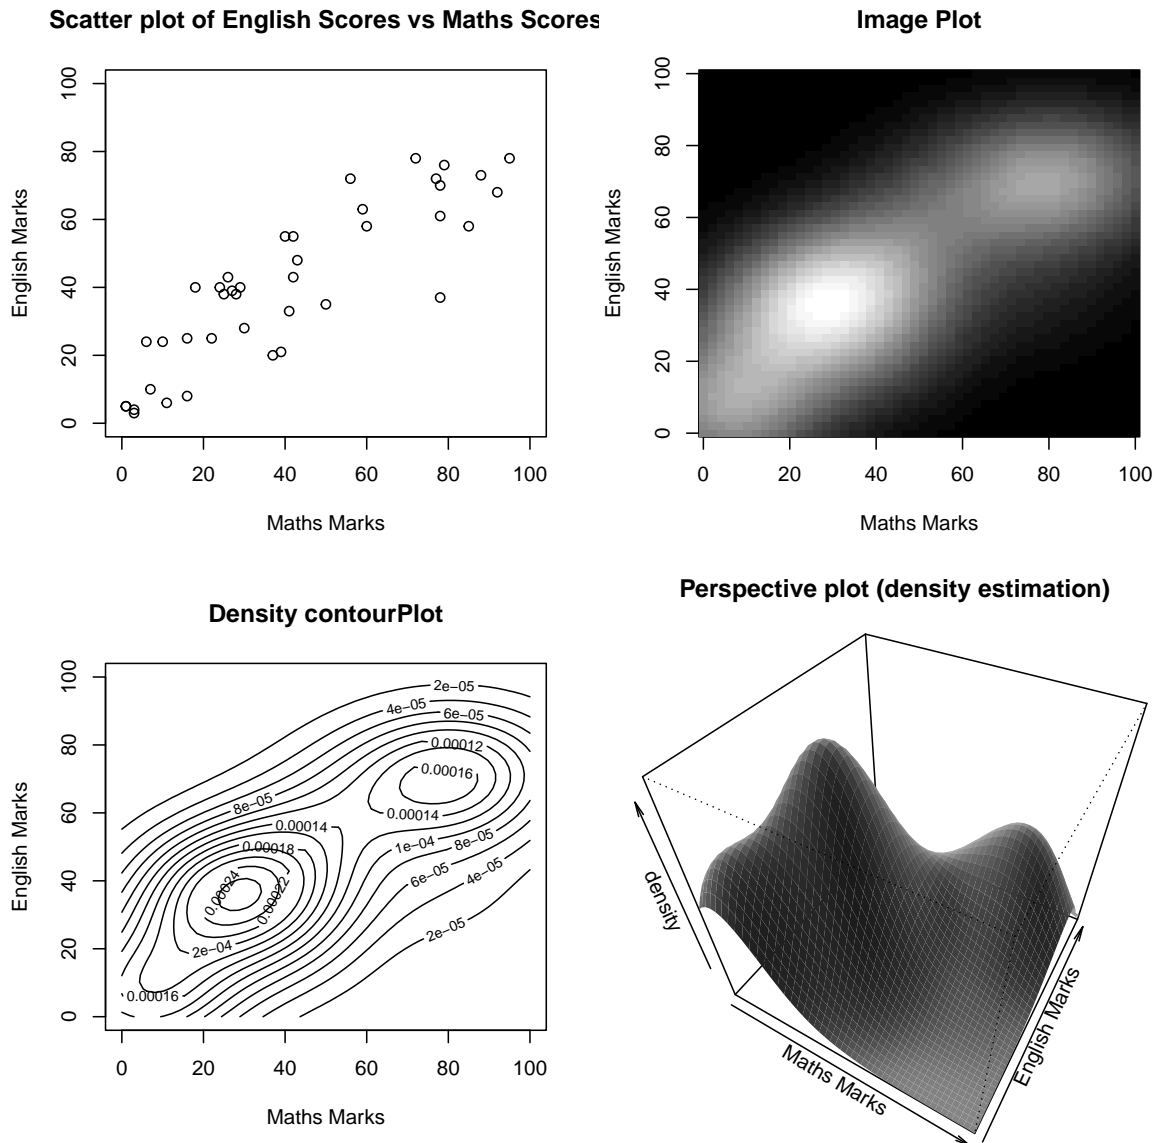 Scatter plot of English Scores vs Maths Scores
100
80
60
40
20
0
English Marks
0 20 40 60 80 100
Maths Marks
Image Plot
100
80
60
40
20
0
English Marks
0 20 40 60 80 100
Maths Marks
Density contourPlot
100
80
60
40
20
0
English Marks
2e−05
4e−05
6e−05
0.00012
0.00016
8e−05
0.00014
0.00014
0.00018
1e−04
8e−05
6e−05
4e−05
0.00024
0.00022
2e−04
2e−05
0.00016
0 20 40 60 80 100
Maths Marks
Perspective plot (density estimation)
density
Maths Marks
English Marks